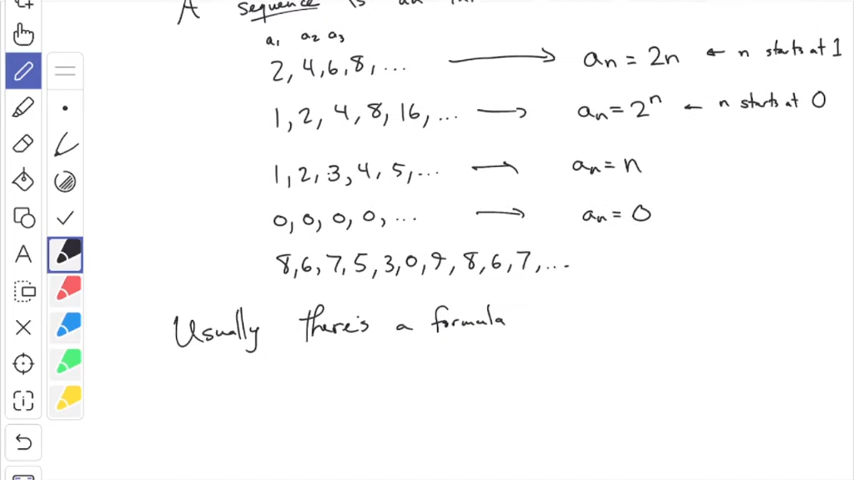 A sequence is an
a₁ a₂ a₃
2, 4, 6, 8, ... → aₙ = 2n ← n starts at 1
1, 2, 4, 8, 16, ... → aₙ = 2ⁿ ← n starts at 0
1, 2, 3, 4, 5, ... → aₙ = n
0, 0, 0, 0, ... → aₙ = 0
8, 6, 7, 5, 3, 0, 9, 8, 6, 7, ...
Usually there's a formula